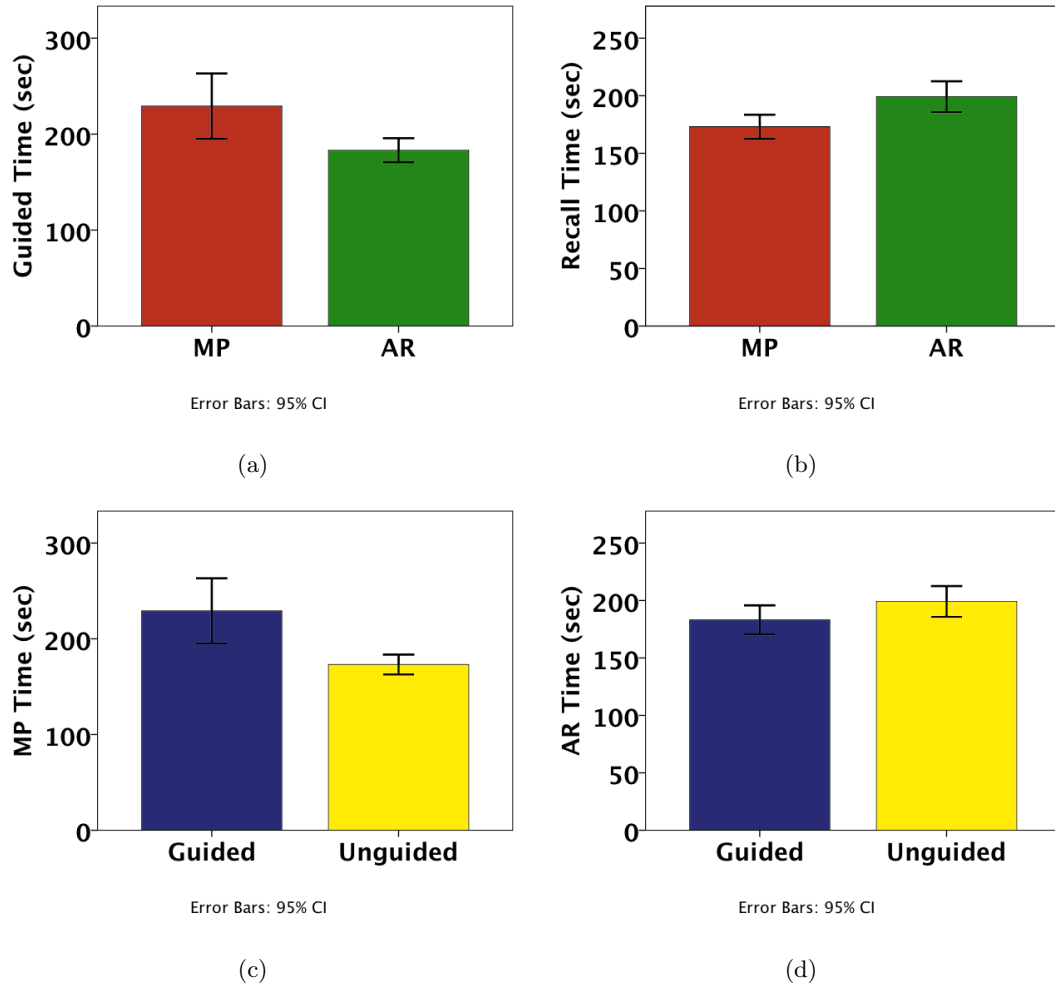 Guided Time (sec)
300
200
100
0
MP AR
Error Bars: 95% CI
(a)
Recall Time (sec)
250
200
150
100
50
0
MP AR
Error Bars: 95% CI
(b)
MP Time (sec)
300
200
100
0
Guided Unguided
Error Bars: 95% CI
(c)
AR Time (sec)
250
200
150
100
50
0
Guided Unguided
Error Bars: 95% CI
(d)